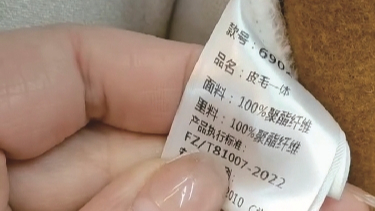 款号：690
品名：皮毛一体
面料：100%聚酯纤维
里料：100%聚酯纤维
产品执行标准：
FZ/T81007-2022